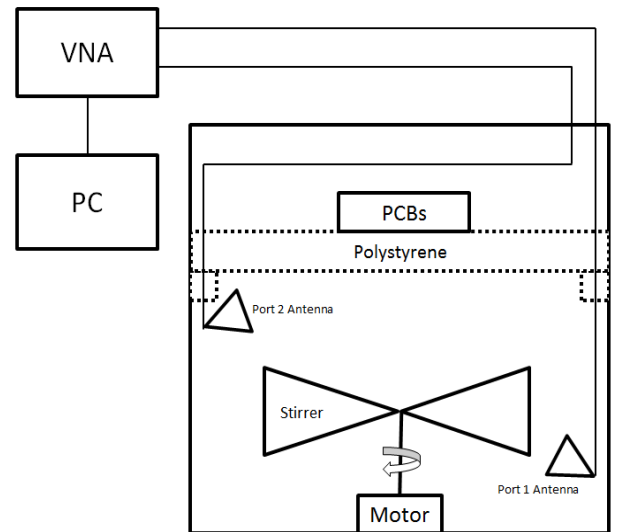 VNA
PC
PCBs
Polystyrene
Port 2 Antenna
Stirrer
Port 1 Antenna
Motor